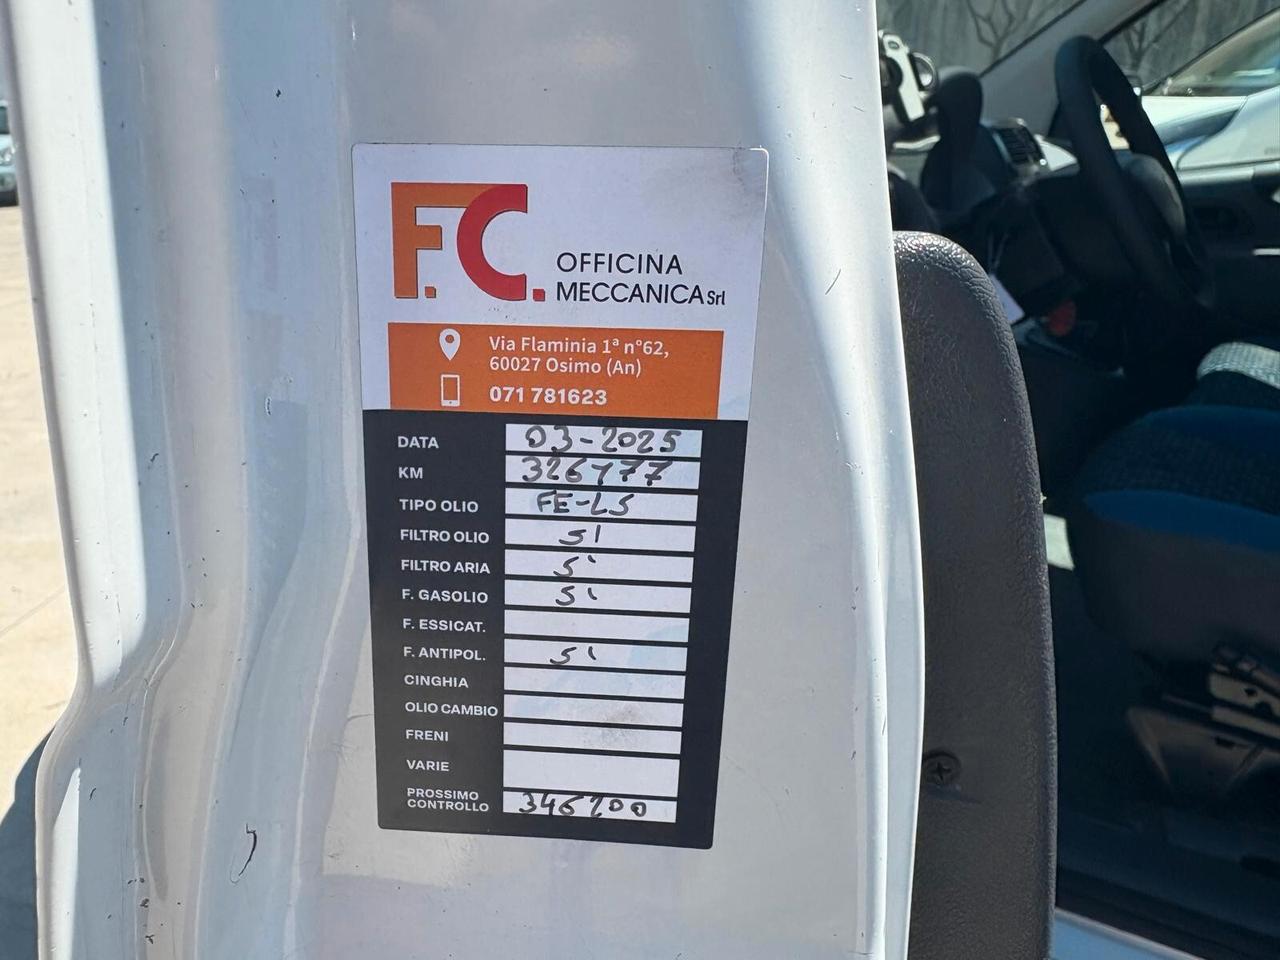 F.C. OFFICINA
MECCANICA Srl
Via Flaminia 1ª n°62,
60027 Osimo (An)
071 781623
DATA 03-2025
KM 326477
TIPO OLIO FE-LS
FILTRO OLIO SI
FILTRO ARIA SI
F. GASOLIO SI
F. ESSICAT.
F. ANTIPOL. SI
CINGHIA
OLIO CAMBIO
FRENI
VARIE
PROSSIMO
CONTROLLO 346200